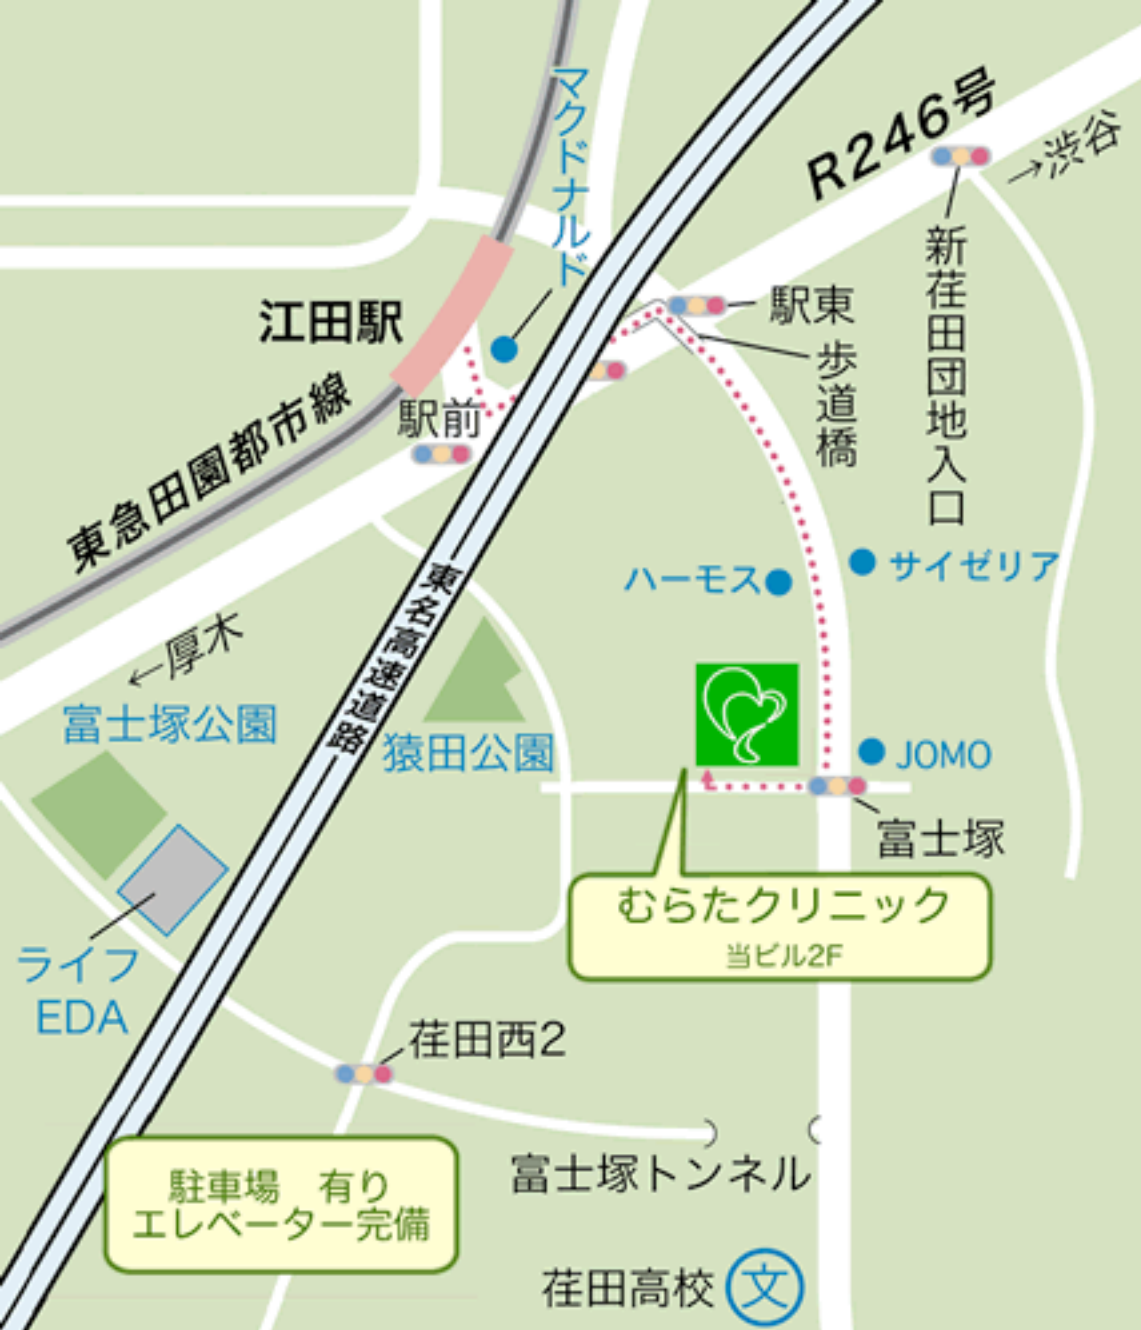 マクドナルド
R246号
→渋谷
新荏田団地入口
江田駅
駅東
歩道橋
駅前
東急田園都市線
ハーモス
サイゼリア
東名高速道路
←厚木
富士塚公園
猿田公園
JOMO
富士塚
むらたクリニック
当ビル2F
ライフ
EDA
荏田西2
富士塚トンネル
駐車場　有り
エレベーター完備
荏田高校
文